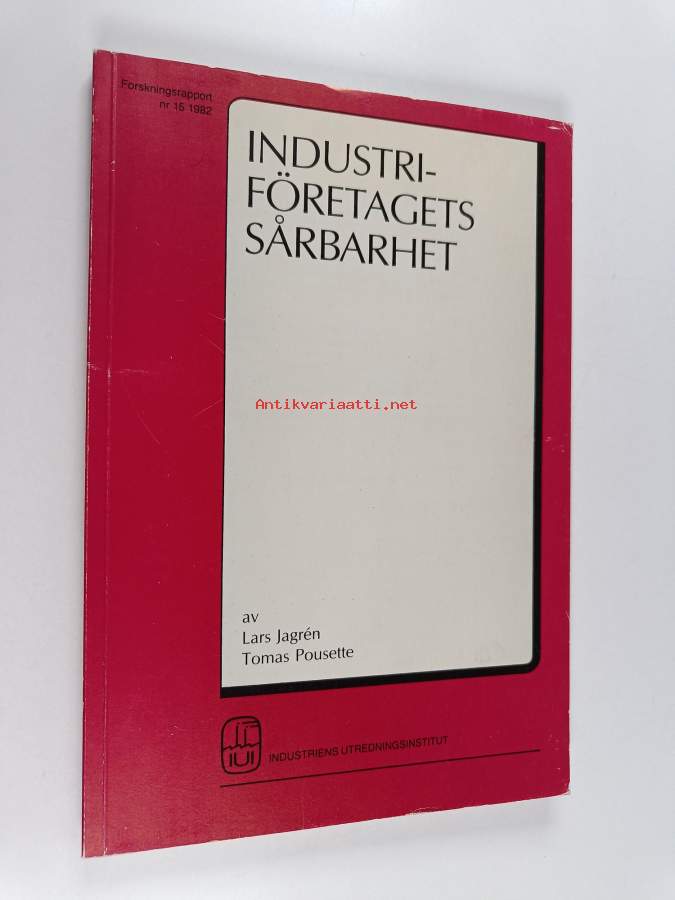 Forskningsrapport
nr 15 1982
INDUSTRI-
FÖRETAGETS
SÅRBARHET
Antikvariaatti.net
av
Lars Jagrén
Tomas Pousette
IUI
INDUSTRIENS UTREDNINGSINSTITUT